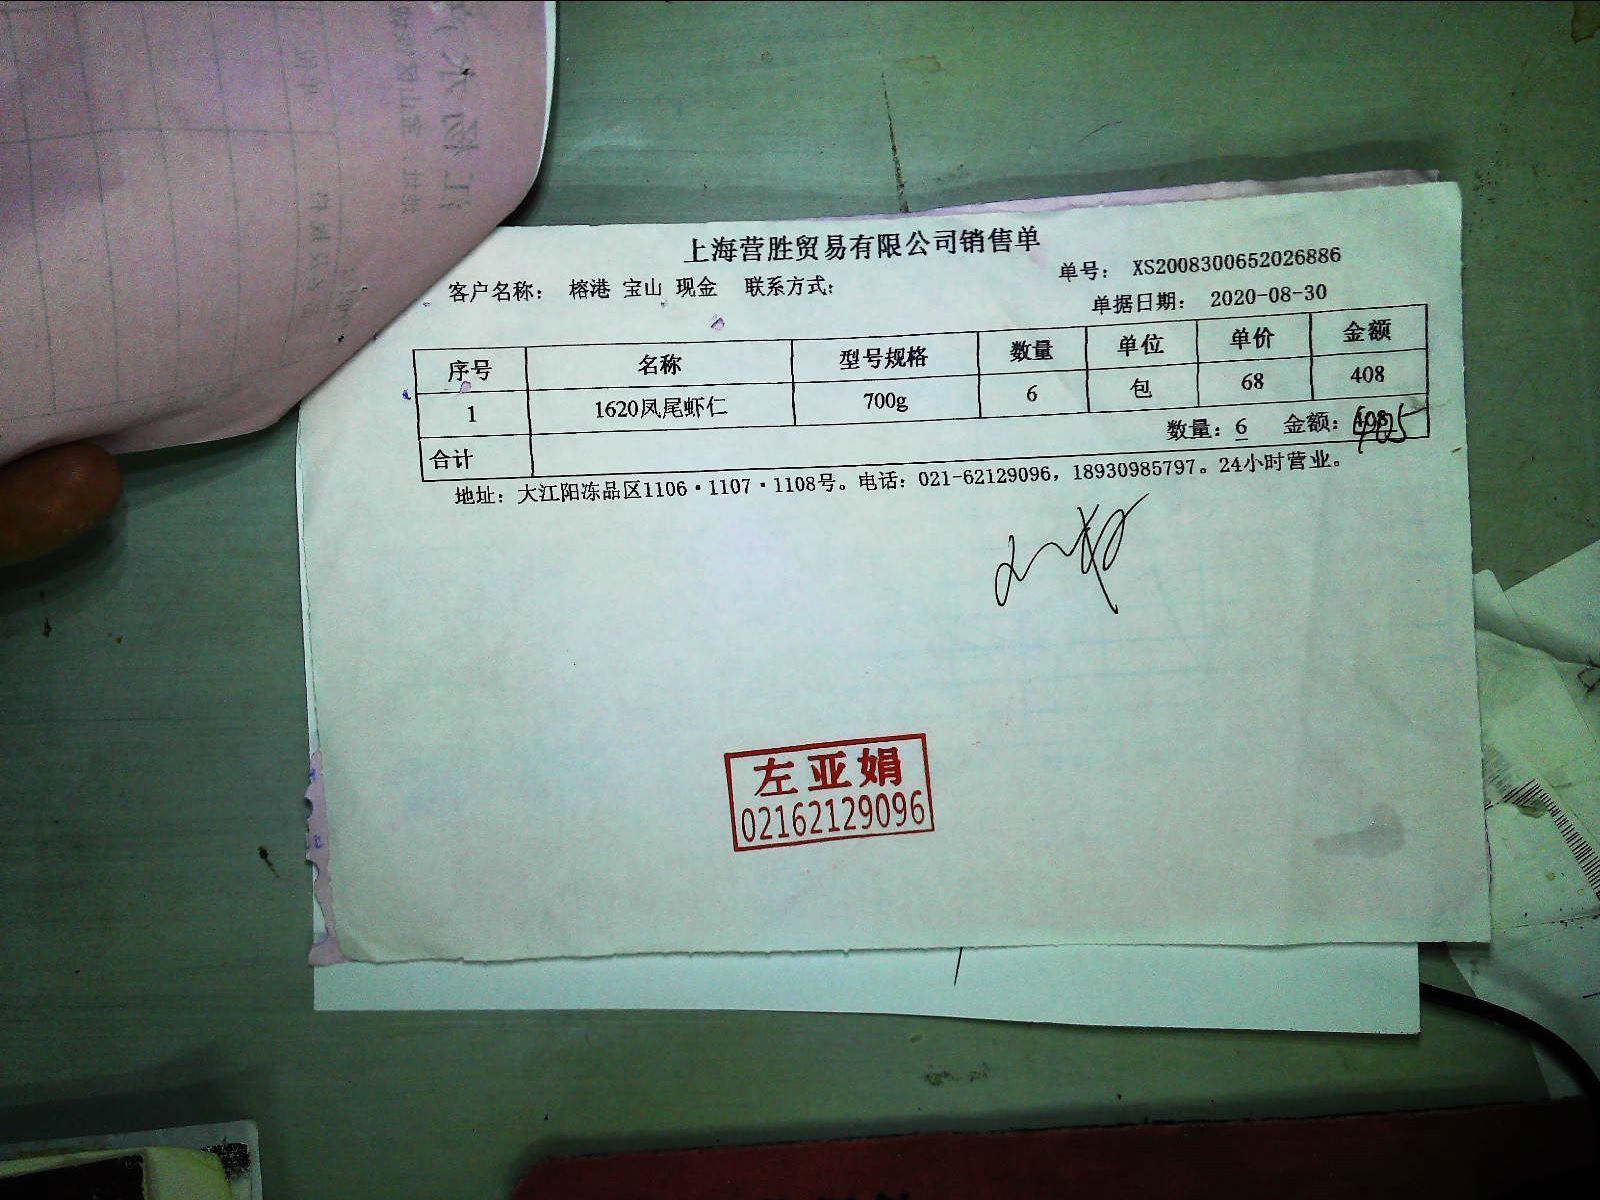 上海营胜贸易有限公司销售单
单号： XS2008300652026886
客户名称： 榕港 宝山 现金 联系方式:
单据日期： 2020-08-30
序号 名称 型号规格 数量 单位 单价 金额
1 1620凤尾虾仁 700g 6 包 68 408
合计 数量：6 金额：
地址：大江阳冻品区1106·1107·1108号。电话：021-62129096，18930985797。24小时营业。
左亚娟
02162129096